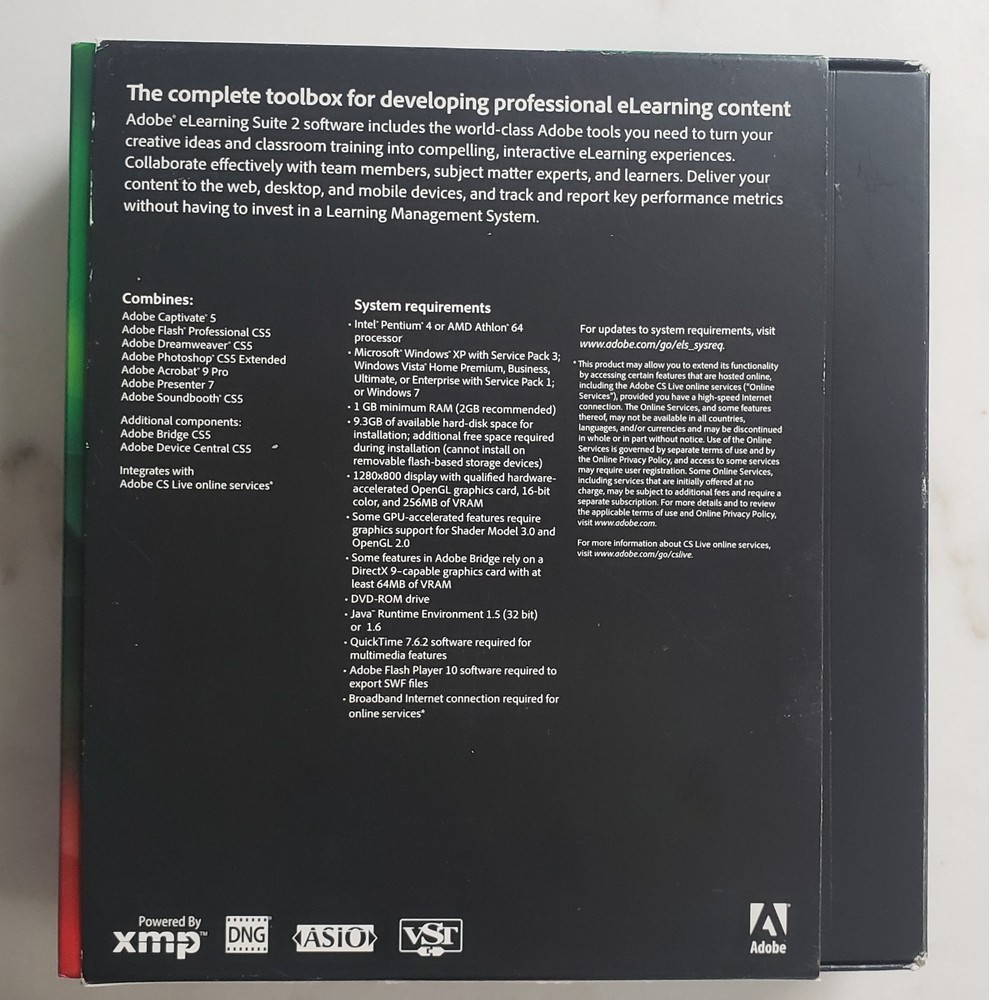 The complete toolbox for developing professional eLearning content
Adobe® eLearning Suite 2 software includes the world-class Adobe tools you need to turn your
creative ideas and classroom training into compelling, interactive eLearning experiences.
Collaborate effectively with team members, subject matter experts, and learners. Deliver your
content to the web, desktop, and mobile devices, and track and report key performance metrics
without having to invest in a Learning Management System.
Combines:
Adobe Captivate® 5
Adobe Flash® Professional CS5
Adobe Dreamweaver® CS5
Adobe Photoshop® CS5 Extended
Adobe Acrobat® 9 Pro
Adobe Presenter 7
Adobe Soundbooth® CS5
Additional components:
Adobe Bridge CS5
Adobe Device Central CS5
Integrates with
Adobe CS Live online services*
System requirements
• Intel® Pentium® 4 or AMD Athlon® 64
processor
• Microsoft® Windows® XP with Service Pack 3;
Windows Vista® Home Premium, Business,
Ultimate, or Enterprise with Service Pack 1;
or Windows 7
• 1 GB minimum RAM (2GB recommended)
• 9.3GB of available hard-disk space for
installation; additional free space required
during installation (cannot install on
removable flash-based storage devices)
• 1280x800 display with qualified hardware-
accelerated OpenGL graphics card, 16-bit
color, and 256MB of VRAM
• Some GPU-accelerated features require
graphics support for Shader Model 3.0 and
OpenGL 2.0
• Some features in Adobe Bridge rely on a
DirectX 9–capable graphics card with at
least 64MB of VRAM
• DVD-ROM drive
• Java™ Runtime Environment 1.5 (32 bit)
or 1.6
• QuickTime 7.6.2 software required for
multimedia features
• Adobe Flash Player 10 software required to
export SWF files
• Broadband Internet connection required for
online services*
For updates to system requirements, visit
www.adobe.com/go/els_sysreq.
* This product may allow you to extend its functionality
by accessing certain features that are hosted online,
including the Adobe CS Live online services ("Online
Services"), provided you have a high-speed Internet
connection. The Online Services, and some features
thereof, may not be available in all countries,
languages, and/or currencies and may be discontinued
in whole or in part without notice. Use of the Online
Services is governed by separate terms of use and by
the Online Privacy Policy, and access to some services
may require user registration. Some Online Services,
including services that are initially offered at no
charge, may be subject to additional fees and require a
separate subscription. For more details and to review
the applicable terms of use and Online Privacy Policy,
visit www.adobe.com.
For more information about CS Live online services,
visit www.adobe.com/go/cslive.
Powered By
xmp™
DNG
ASIO
VST
Adobe